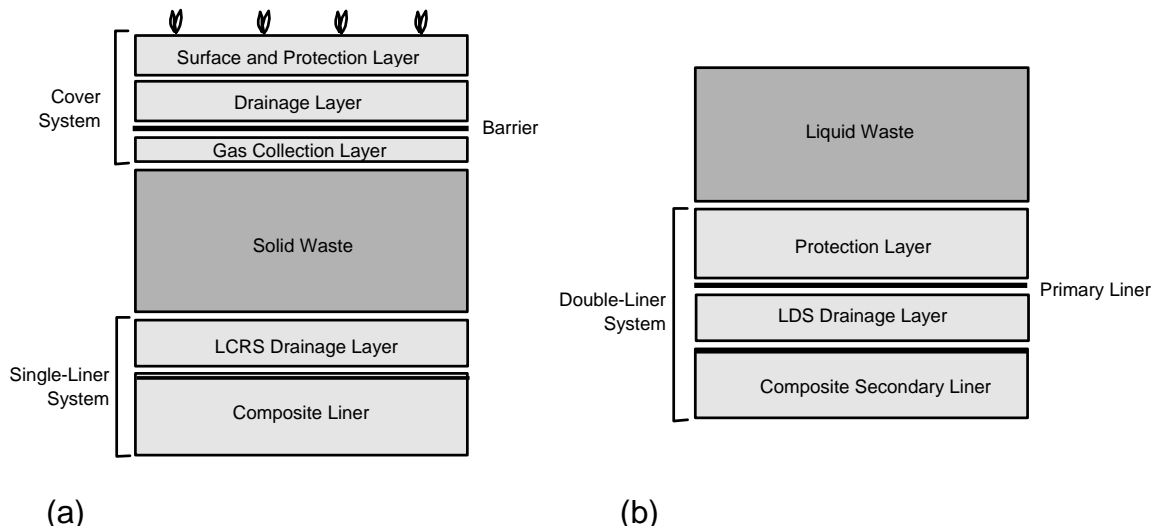 Surface and Protection Layer
Cover
System
Drainage Layer
Barrier
Gas Collection Layer
Solid Waste
LCRS Drainage Layer
Single-Liner
System
Composite Liner
(a)
Liquid Waste
Protection Layer
Double-Liner
System
Primary Liner
LDS Drainage Layer
Composite Secondary Liner
(b)